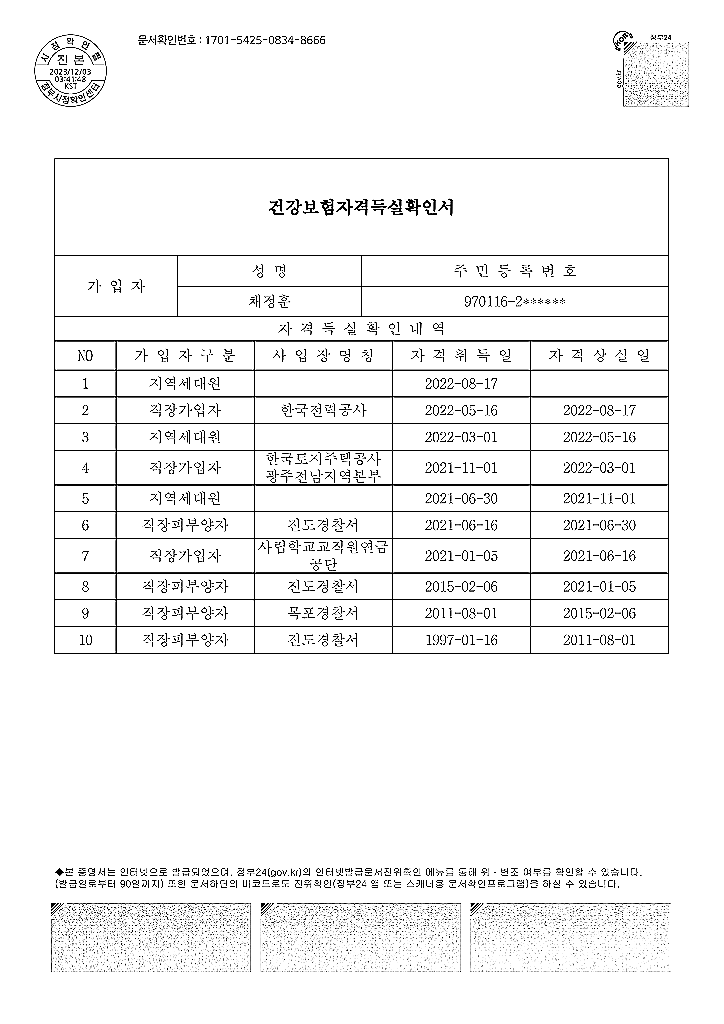 문서확인번호 : 1701-5425-0834-8666
시점확인필
진 본
2023/12/03
03:41:48
KST
정부시점확인센터
정부24
gov.kr
건강보험자격득실확인서
가 입 자
성 명
주 민 등 록 번 호
채정훈
970116-2******
자 격 득 실 확 인 내 역
NO 가 입 자 구 분 사 업 장 명 칭 자 격 취 득 일 자 격 상 실 일
1 지역세대원 2022-08-17
2 직장가입자 한국전력공사 2022-05-16 2022-08-17
3 지역세대원 2022-03-01 2022-05-16
4 직장가입자 한국토지주택공사 2021-11-01 2022-03-01
광주전남지역본부
5 지역세대원 2021-06-30 2021-11-01
6 직장피부양자 진도경찰서 2021-06-16 2021-06-30
7 직장가입자 사립학교교직원연금 2021-01-05 2021-06-16
공단
8 직장피부양자 진도경찰서 2015-02-06 2021-01-05
9 직장피부양자 목포경찰서 2011-08-01 2015-02-06
10 직장피부양자 진도경찰서 1997-01-16 2011-08-01
◆본 증명서는 인터넷으로 발급되었으며, 정부24(gov.kr)의 인터넷발급문서진위확인 메뉴를 통해 위·변조 여부를 확인할 수 있습니다.
(발급일로부터 90일까지) 또한 문서하단의 바코드로도 진위확인(정부24 앱 또는 스캐너용 문서확인프로그램)을 하실 수 있습니다.